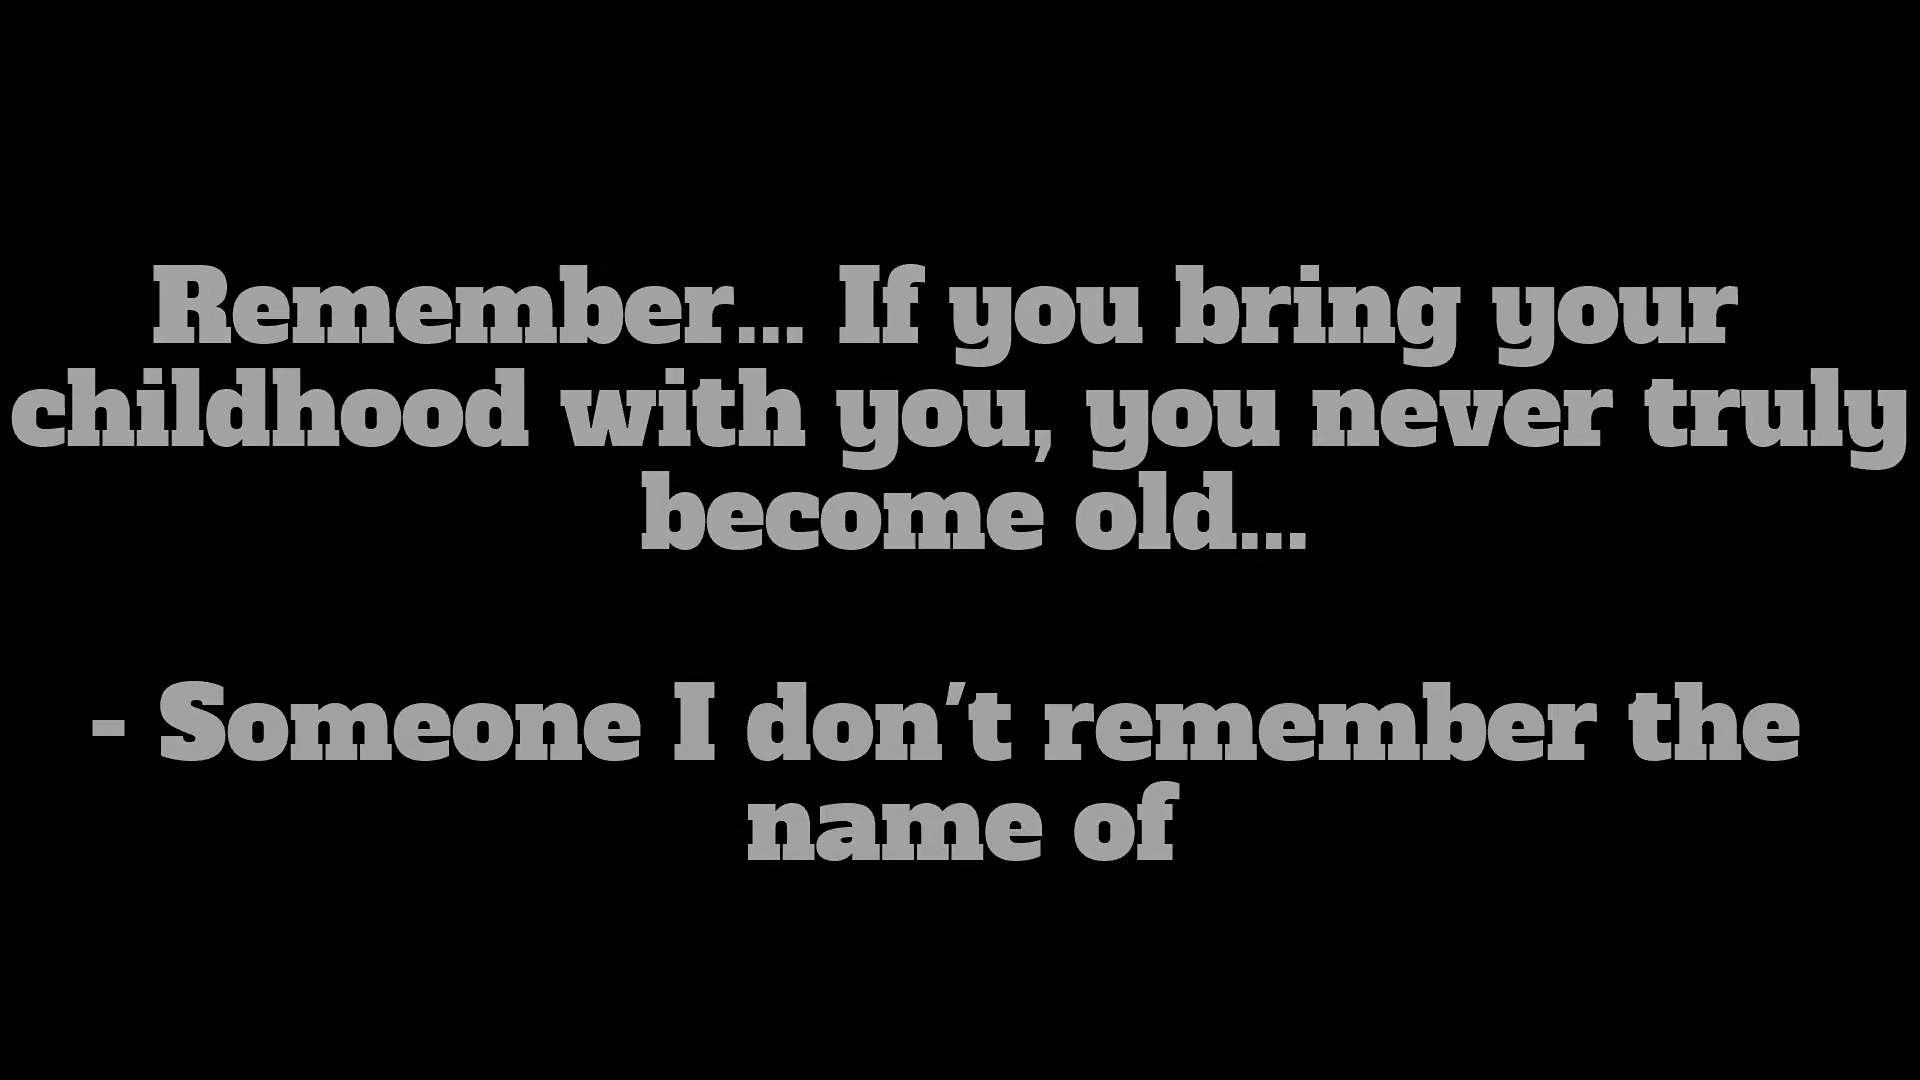 Remember... If you bring your
childhood with you, you never truly
become old...
- Someone I don't remember the
name of